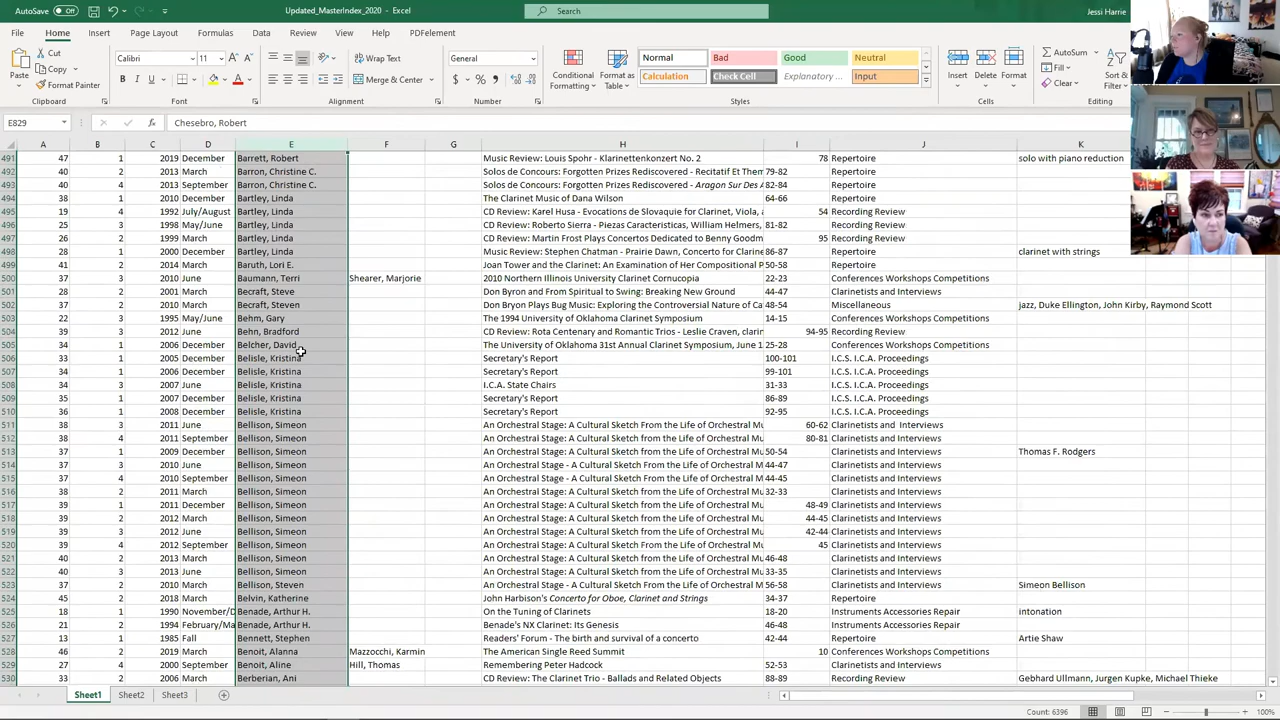 AutoSave Off Updated_MasterIndex_2020 - Excel Search Jessi Harrie
File Home Insert Page Layout Formulas Data Review View Help PDFelement
Cut Calibri 11 Wrap Text General Normal Bad Good Neutral AutoSum
Copy Fill
Paste Format Painter Merge & Center Conditional Formatting Format as Table Calculation Check Cell Explanatory ... Input Insert Delete Format Clear Sort & Filter
Clipboard Font Alignment Number Styles Cells Editing
E829 Chesebro, Robert
A B C D E F G H I J K
491 47 1 2019 December Barrett, Robert Music Review: Louis Spohr - Klarinettenkonzert No. 2 78 Repertoire solo with piano reduction
492 40 2 2013 March Barron, Christine C. Solos de Concours: Forgotten Prizes Rediscovered - Recitatif Et Them 79-82 Repertoire
493 40 4 2013 September Barron, Christine C. Solos de Concours: Forgotten Prizes Rediscovered - Aragon Sur Des A 82-84 Repertoire
494 38 1 2010 December Bartley, Linda The Clarinet Music of Dana Wilson 64-66 Repertoire
495 19 4 1992 July/August Bartley, Linda CD Review: Karel Husa - Evocations de Slovaquie for Clarinet, Viola, a 54 Recording Review
496 25 3 1998 May/June Bartley, Linda CD Review: Roberto Sierra - Piezas Caracteristicas, William Helmers, 81-82 Recording Review
497 26 2 1999 March Bartley, Linda CD Review: Martin Frost Plays Concertos Dedicated to Benny Goodm 95 Recording Review
498 28 1 2000 December Bartley, Linda Music Review: Stephen Chatman - Prairie Dawn, Concerto for Clarine 86-87 Repertoire clarinet with strings
499 41 2 2014 March Baruth, Lori E. Joan Tower and the Clarinet: An Examination of Her Compositional P 50-58 Repertoire
500 37 3 2010 June Baumann, Terri Shearer, Marjorie 2010 Northern Illinois University Clarinet Cornucopia 22-23 Conferences Workshops Competitions
501 28 2 2001 March Becraft, Steve Don Byron and From Spiritual to Swing: Breaking New Ground 44-47 Clarinetists and Interviews
502 37 2 2010 March Becraft, Steven Don Bryon Plays Bug Music: Exploring the Controversial Nature of Ca 48-54 Miscellaneous jazz, Duke Ellington, John Kirby, Raymond Scott
503 22 3 1995 May/June Behm, Gary The 1994 University of Oklahoma Clarinet Symposium 14-15 Conferences Workshops Competitions
504 39 3 2012 June Behn, Bradford CD Review: Rota Centenary and Romantic Trios - Leslie Craven, clarin 94-95 Recording Review
505 34 1 2006 December Belcher, David The University of Oklahoma 31st Annual Clarinet Symposium, June 1 25-28 Conferences Workshops Competitions
506 33 1 2005 December Belisle, Kristina Secretary's Report 100-101 I.C.S. I.C.A. Proceedings
507 34 1 2006 December Belisle, Kristina Secretary's Report 99-101 I.C.S. I.C.A. Proceedings
508 34 3 2007 June Belisle, Kristina I.C.A. State Chairs 31-33 I.C.S. I.C.A. Proceedings
509 35 1 2007 December Belisle, Kristina Secretary's Report 86-89 I.C.S. I.C.A. Proceedings
510 36 1 2008 December Belisle, Kristina Secretary's Report 92-95 I.C.S. I.C.A. Proceedings
511 38 3 2011 June Bellison, Simeon An Orchestral Stage: A Cultural Sketch from the Life of Orchestral Mu 60-62 Clarinetists and Interviews
512 38 4 2011 September Bellison, Simeon An Orchestral Stage: A Cultural Sketch from the Life of Orchestral Mu 80-81 Clarinetists and Interviews
513 37 1 2009 December Bellison, Simeon An Orchestral Stage: A Cultural Sketch From the Life of Orchestral M 50-54 Clarinetists and Interviews Thomas F. Rodgers
514 37 3 2010 June Bellison, Simeon An Orchestral Stage - A Cultural Sketch From the Life of Orchestral M 44-47 Clarinetists and Interviews
515 37 4 2010 September Bellison, Simeon An Orchestral Stage - A Cultural Sketch From the Life of Orchestral M 44-46 Clarinetists and Interviews
516 38 2 2011 March Bellison, Simeon An Orchestral Stage: A Cultural Sketch from the Life of Orchestral Mu 32-33 Clarinetists and Interviews
517 39 1 2011 December Bellison, Simeon An Orchestral Stage: A Cultural Sketch from the Life of Orchestral Mu 48-49 Clarinetists and Interviews
518 39 2 2012 March Bellison, Simeon An Orchestral Stage: A Cultural Sketch from the Life of Orchestral Mu 44-45 Clarinetists and Interviews
519 39 3 2012 June Bellison, Simeon An Orchestral Stage: A Cultural Sketch from the Life of Orchestral Mu 42-44 Clarinetists and Interviews
520 39 4 2012 September Bellison, Simeon An Orchestral Stage: A Cultural Sketch from the Life of Orchestral Mu 45 Clarinetists and Interviews
521 40 2 2013 March Bellison, Simeon An Orchestral Stage: A Cultural Sketch from the Life of Orchestral Mu 46-48 Clarinetists and Interviews
522 40 3 2013 June Bellison, Simeon An Orchestral Stage: A Cultural Sketch from the Life of Orchestral Mu 33-35 Clarinetists and Interviews
523 37 2 2010 March Bellison, Steven An Orchestral Stage - A Cultural Sketch From the Life of Orchestral M 56-58 Clarinetists and Interviews Simeon Bellison
524 45 2 2018 March Belvin, Katherine John Harbison's Concerto for Oboe, Clarinet and Strings 34-37 Repertoire
525 18 1 1990 November/D Benade, Arthur H. On the Tuning of Clarinets 18-20 Instruments Accessories Repair intonation
526 21 2 1994 February/Ma Benade, Arthur H. Benade's NX Clarinet: Its Genesis 46-48 Instruments Accessories Repair
527 13 1 1985 Fall Bennett, Stephen Readers' Forum - The birth and survival of a concerto 42-44 Repertoire Artie Shaw
528 46 2 2019 March Benoit, Alanna Mazzocchi, Karmin The American Single Reed Summit 10 Conferences Workshops Competitions
529 27 4 2000 September Benoit, Aline Hill, Thomas Remembering Peter Hadcock 52-53 Clarinetists and Interviews
530 33 2 2006 March Berberian, Ani CD Review: The Clarinet Trio - Ballads and Related Objects 88-89 Recording Review Gebhard Ullmann, Jurgen Kupke, Michael Thieke
Sheet1 Sheet2 Sheet3
Count: 6396 100%